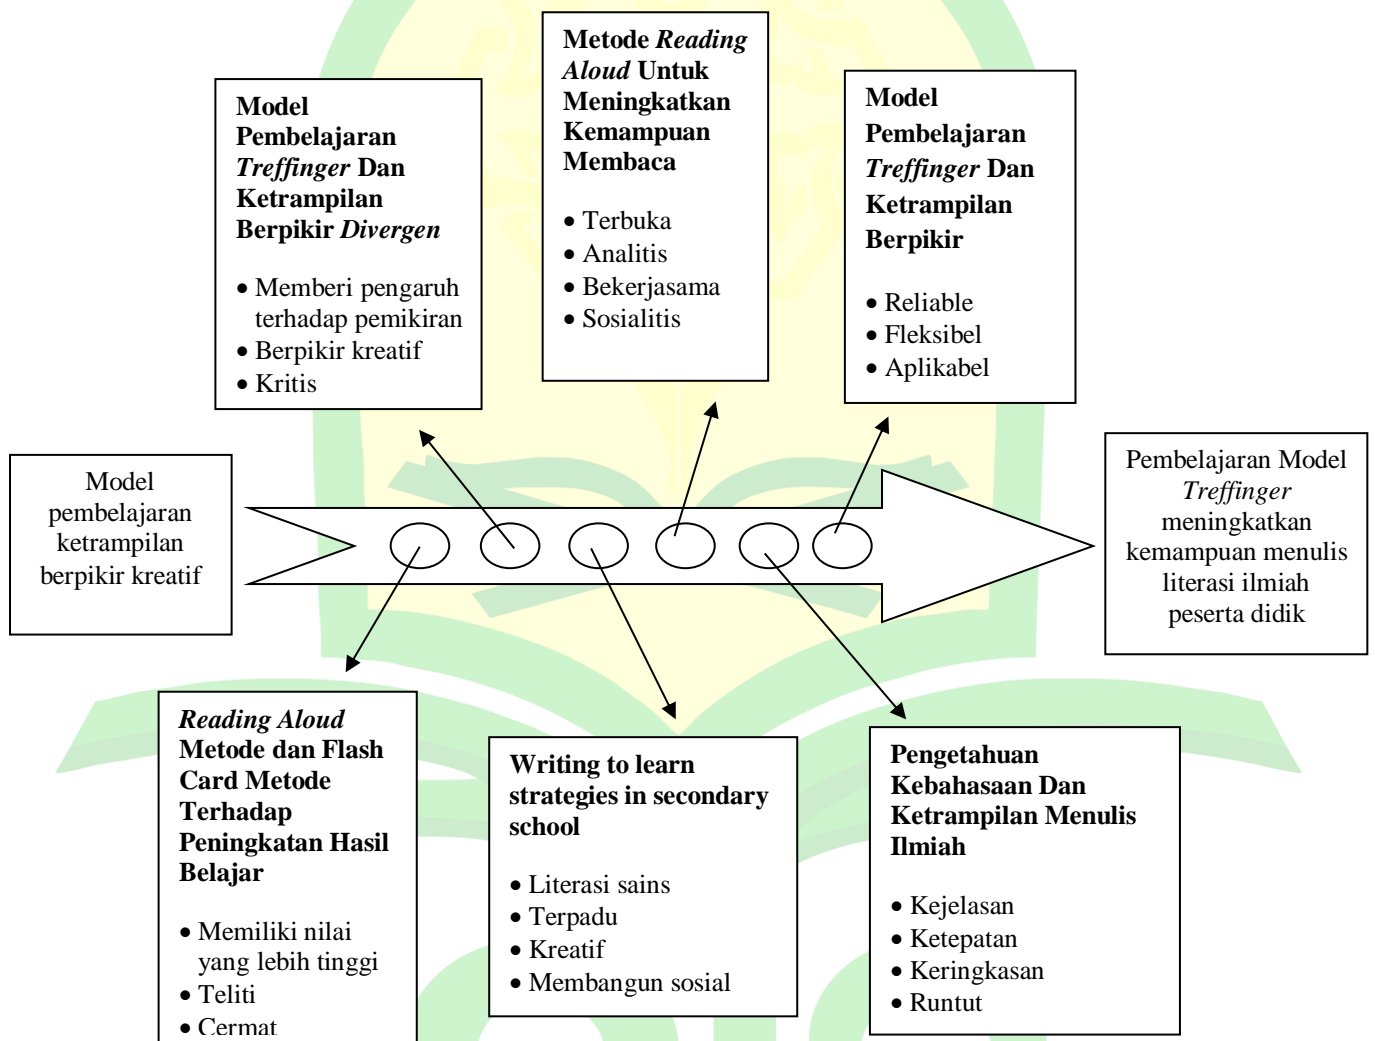 Model
Pembelajaran
Treffinger Dan
Ketrampilan
Berpikir Divergen
• Memberi pengaruh
terhadap pemikiran
• Berpikir kreatif
• Kritis
Metode Reading
Aloud Untuk
Meningkatkan
Kemampuan
Membaca
• Terbuka
• Analitis
• Bekerjasama
• Sosialitis
Model
Pembelajaran
Treffinger Dan
Ketrampilan
Berpikir
• Reliable
• Fleksibel
• Aplikabel
Model
pembelajaran
ketrampilan
berpikir kreatif
Pembelajaran Model
Treffinger
meningkatkan
kemampuan menulis
literasi ilmiah
peserta didik
Reading Aloud
Metode dan Flash
Card Metode
Terhadap
Peningkatan Hasil
Belajar
• Memiliki nilai
yang lebih tinggi
• Teliti
• Cermat
Writing to learn
strategies in secondary
school
• Literasi sains
• Terpadu
• Kreatif
• Membangun sosial
Pengetahuan
Kebahasaan Dan
Ketrampilan Menulis
Ilmiah
• Kejelasan
• Ketepatan
• Keringkasan
• Runtut